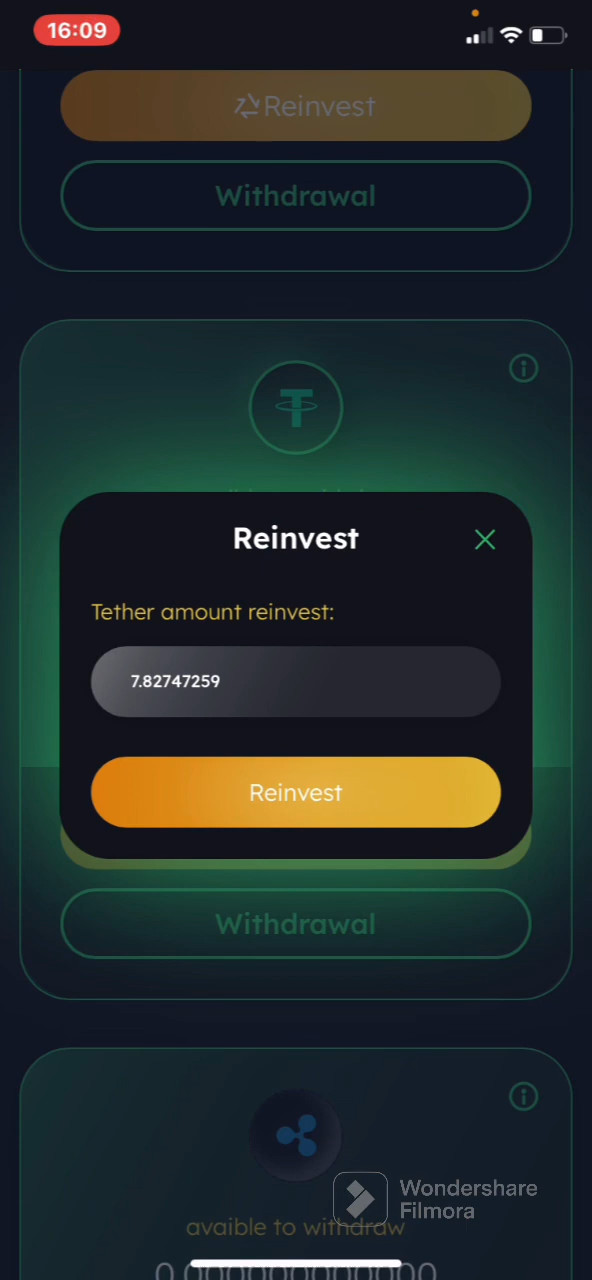 16:09
Reinvest
Withdrawal
Reinvest
Tether amount reinvest:
7.82747259
Reinvest
Withdrawal
Wondershare
Filmora
avaible to withdraw